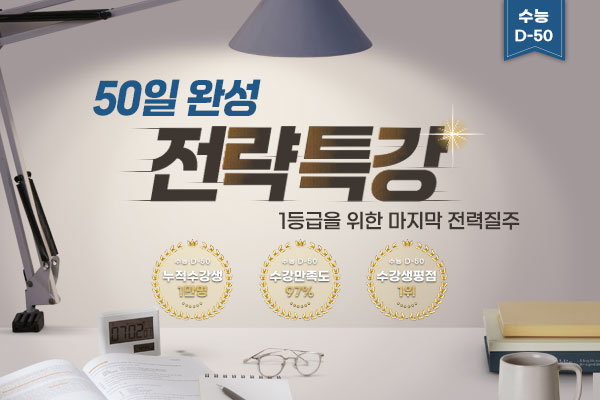 수능
D-50
50일 완성
전략특강
1등급을 위한 마지막 전력질주
수능 D-50
누적수강생
1만명
수능 D-50
수강만족도
97%
수능 D-50
수강생평점
1위
07:02